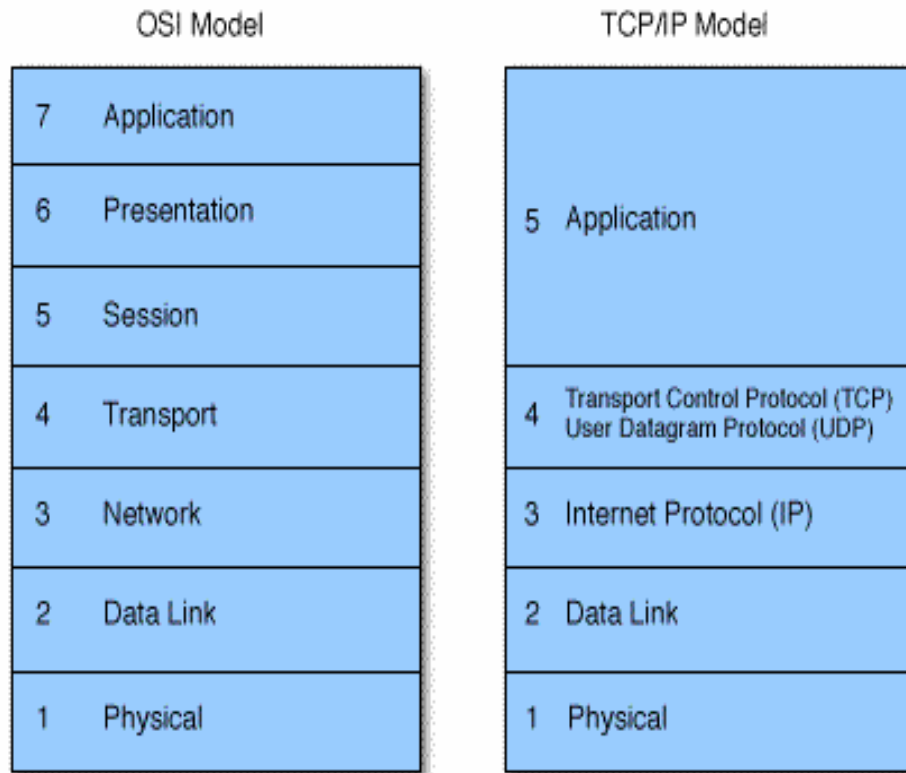 OSI Model
7 Application
6 Presentation
5 Session
4 Transport
3 Network
2 Data Link
1 Physical
TCP/IP Model
5 Application
4 Transport Control Protocol (TCP)
User Datagram Protocol (UDP)
3 Internet Protocol (IP)
2 Data Link
1 Physical